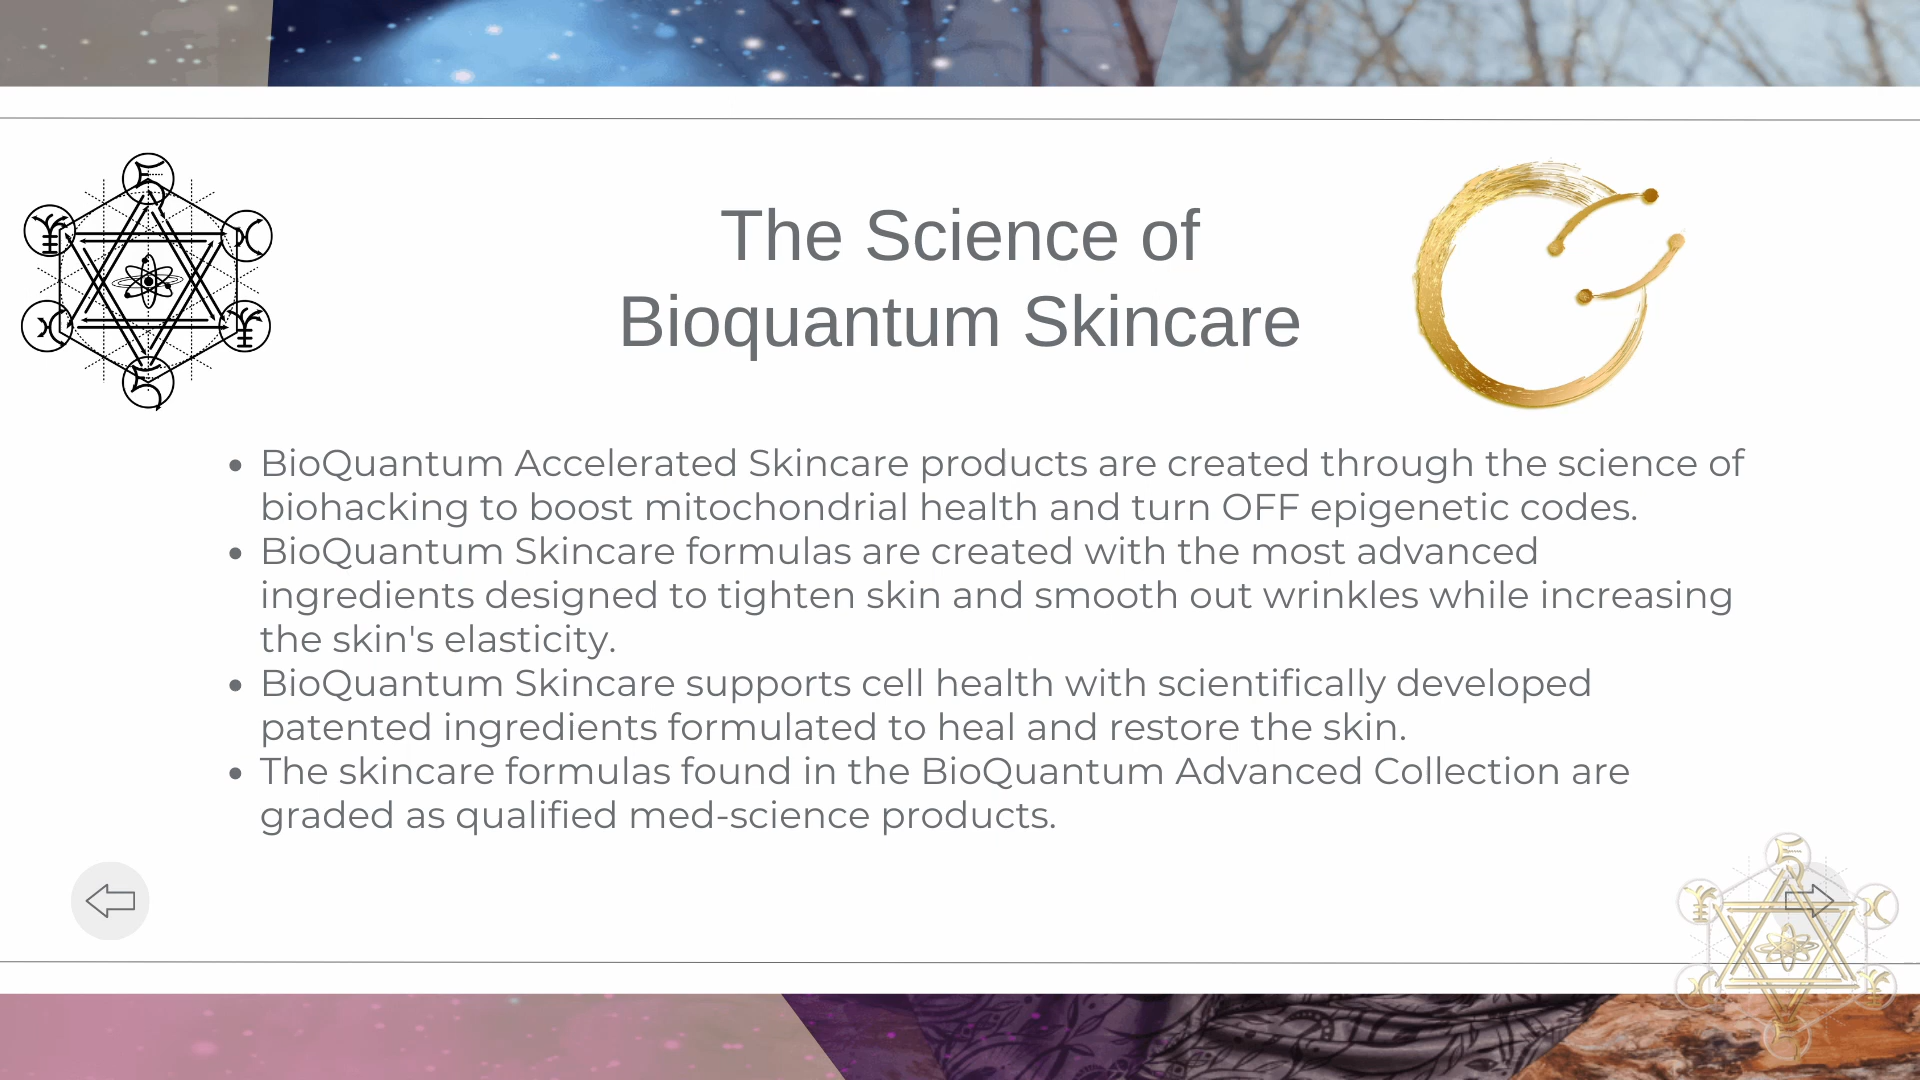 The Science of
Bioquantum Skincare
• BioQuantum Accelerated Skincare products are created through the science of
biohacking to boost mitochondrial health and turn OFF epigenetic codes.
• BioQuantum Skincare formulas are created with the most advanced
ingredients designed to tighten skin and smooth out wrinkles while increasing
the skin's elasticity.
• BioQuantum Skincare supports cell health with scientifically developed
patented ingredients formulated to heal and restore the skin.
• The skincare formulas found in the BioQuantum Advanced Collection are
graded as qualified med-science products.